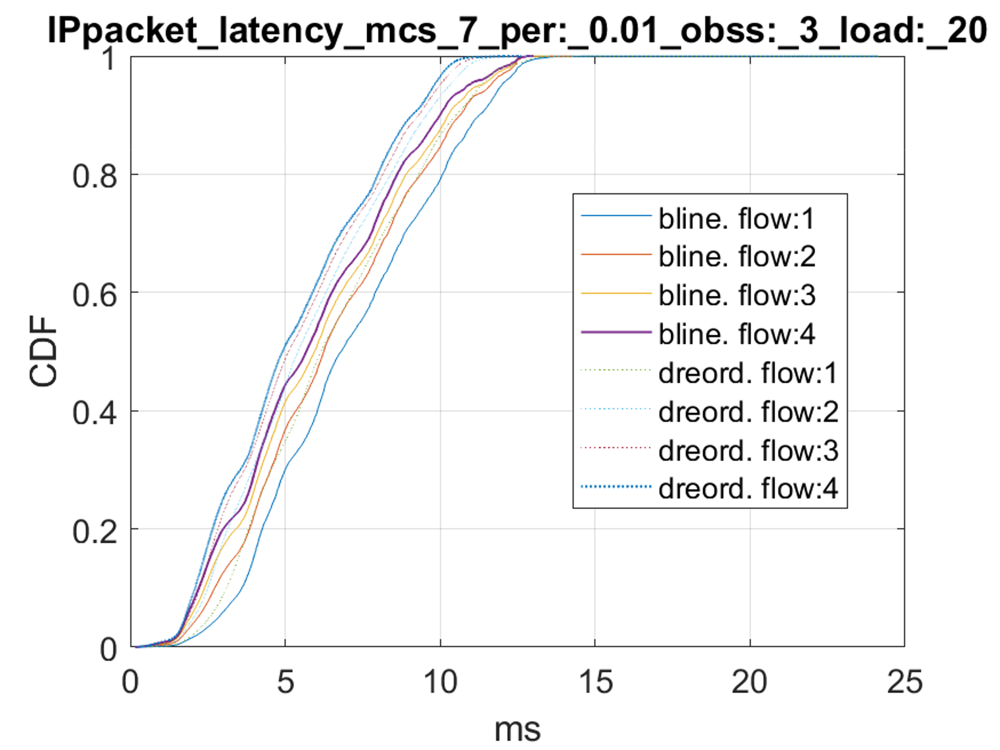 IPpacket_latency_mcs_7_per:_0.01_obss:_3_load:_20
1
0.8
0.6
0.4
0.2
0
CDF
bline. flow:1
bline. flow:2
bline. flow:3
bline. flow:4
dreord. flow:1
dreord. flow:2
dreord. flow:3
dreord. flow:4
0 5 10 15 20 25
ms